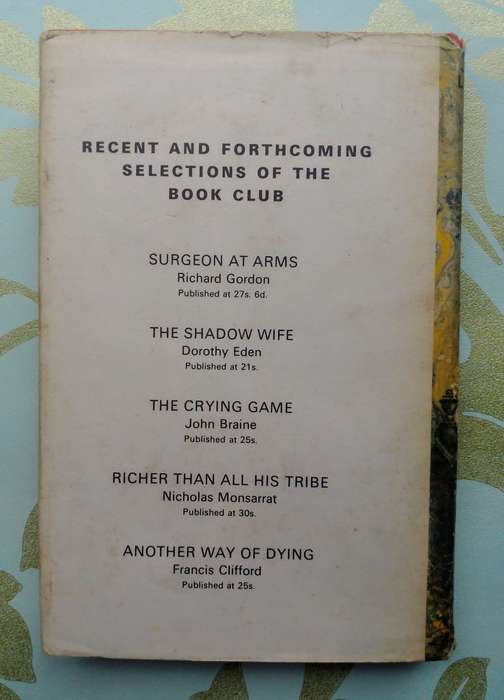 RECENT AND FORTHCOMING
SELECTIONS OF THE
BOOK CLUB
SURGEON AT ARMS
Richard Gordon
Published at 27s. 6d.
THE SHADOW WIFE
Dorothy Eden
Published at 21s.
THE CRYING GAME
John Braine
Published at 25s.
RICHER THAN ALL HIS TRIBE
Nicholas Monsarrat
Published at 30s.
ANOTHER WAY OF DYING
Francis Clifford
Published at 25s.